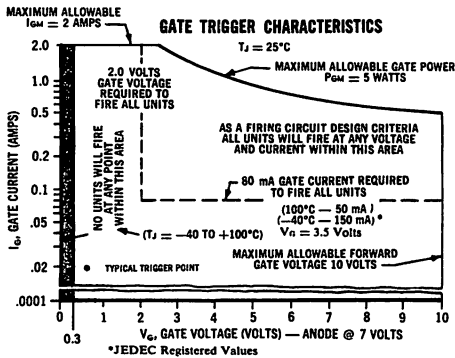 MAXIMUM ALLOWABLE
IGM = 2 AMPS
GATE TRIGGER CHARACTERISTICS
TJ = 25°C
MAXIMUM ALLOWABLE GATE POWER
PGM = 5 WATTS
2.0 VOLTS
GATE VOLTAGE
REQUIRED TO
FIRE ALL UNITS
AS A FIRING CIRCUIT DESIGN CRITERIA
ALL UNITS WILL FIRE AT ANY VOLTAGE
AND CURRENT WITHIN THIS AREA
80 mA GATE CURRENT REQUIRED
TO FIRE ALL UNITS
(100°C — 50 mA)
(-40°C — 150 mA)*
= 3.5 Volts
NO UNITS WILL FIRE
AT ANY POINT
WITHIN THIS AREA
(TJ = -40 TO +100°C)
MAXIMUM ALLOWABLE FORWARD
GATE VOLTAGE 10 VOLTS
• TYPICAL TRIGGER POINT
IG, GATE CURRENT (AMPS)
2.0
1.0
0.5
0.2
0.1
.05
.02
.0001
0 1 2 3 4 5 6 7 8 9 10
0.3
VG, GATE VOLTAGE (VOLTS) — ANODE @ 7 VOLTS
*JEDEC Registered Values